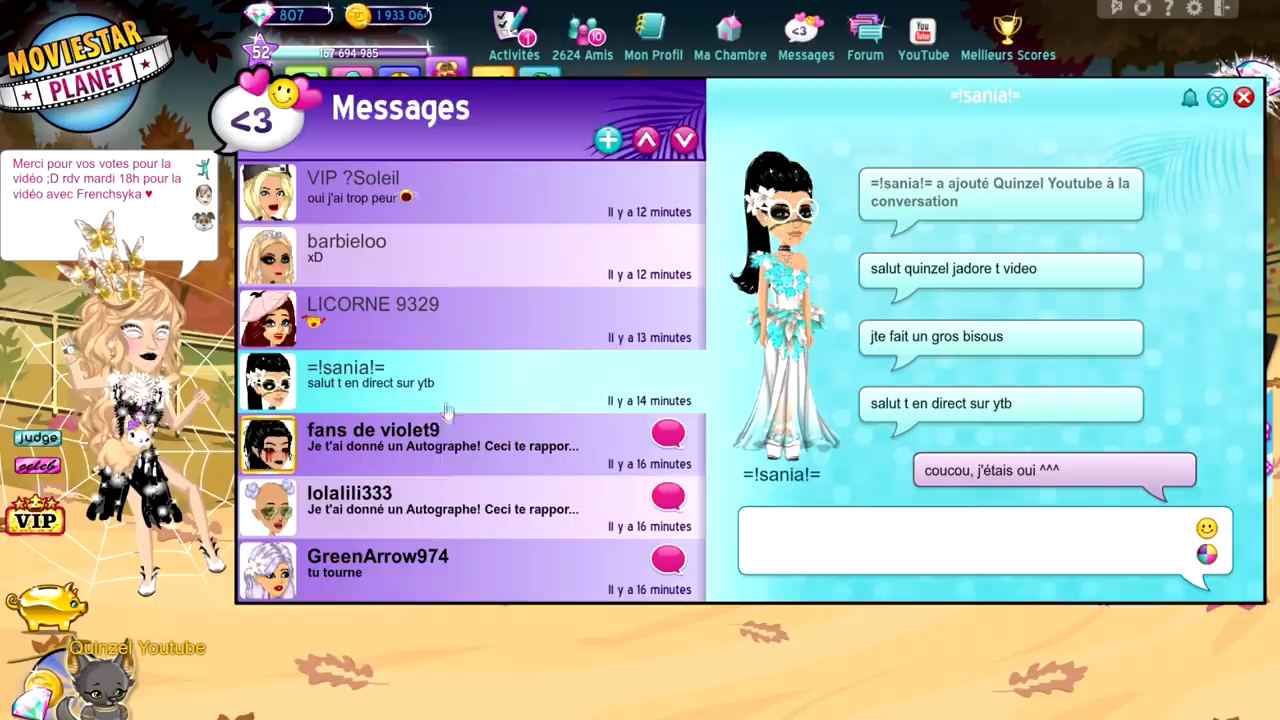 MOVIESTAR
PLANET
807
1 933 06
52
167 694 985
1
10
<3
Activités
2624 Amis
Mon Profil
Ma Chambre
Messages
Forum
You Tube
YouTube
Meilleurs Scores
Merci pour vos votes pour la
vidéo ;D rdv mardi 18h pour la
vidéo avec Frenchsyka ♥
judge
celeb
VIP
Quinzel Youtube
<3
Messages
VIP ?Soleil
oui j'ai trop peur
Il y a 12 minutes
barbieloo
xD
Il y a 12 minutes
LICORNE 9329
Il y a 13 minutes
=!sania!=
salut t en direct sur ytb
Il y a 14 minutes
fans de violet9
Je t'ai donné un Autographe! Ceci te rappor...
Il y a 16 minutes
lolalili333
Je t'ai donné un Autographe! Ceci te rappor...
Il y a 16 minutes
GreenArrow974
tu tourne
Il y a 16 minutes
=!sania!=
=!sania!= a ajouté Quinzel Youtube à la
conversation
salut quinzel jadore t video
jte fait un gros bisous
salut t en direct sur ytb
coucou, j'étais oui ^^^
=!sania!=